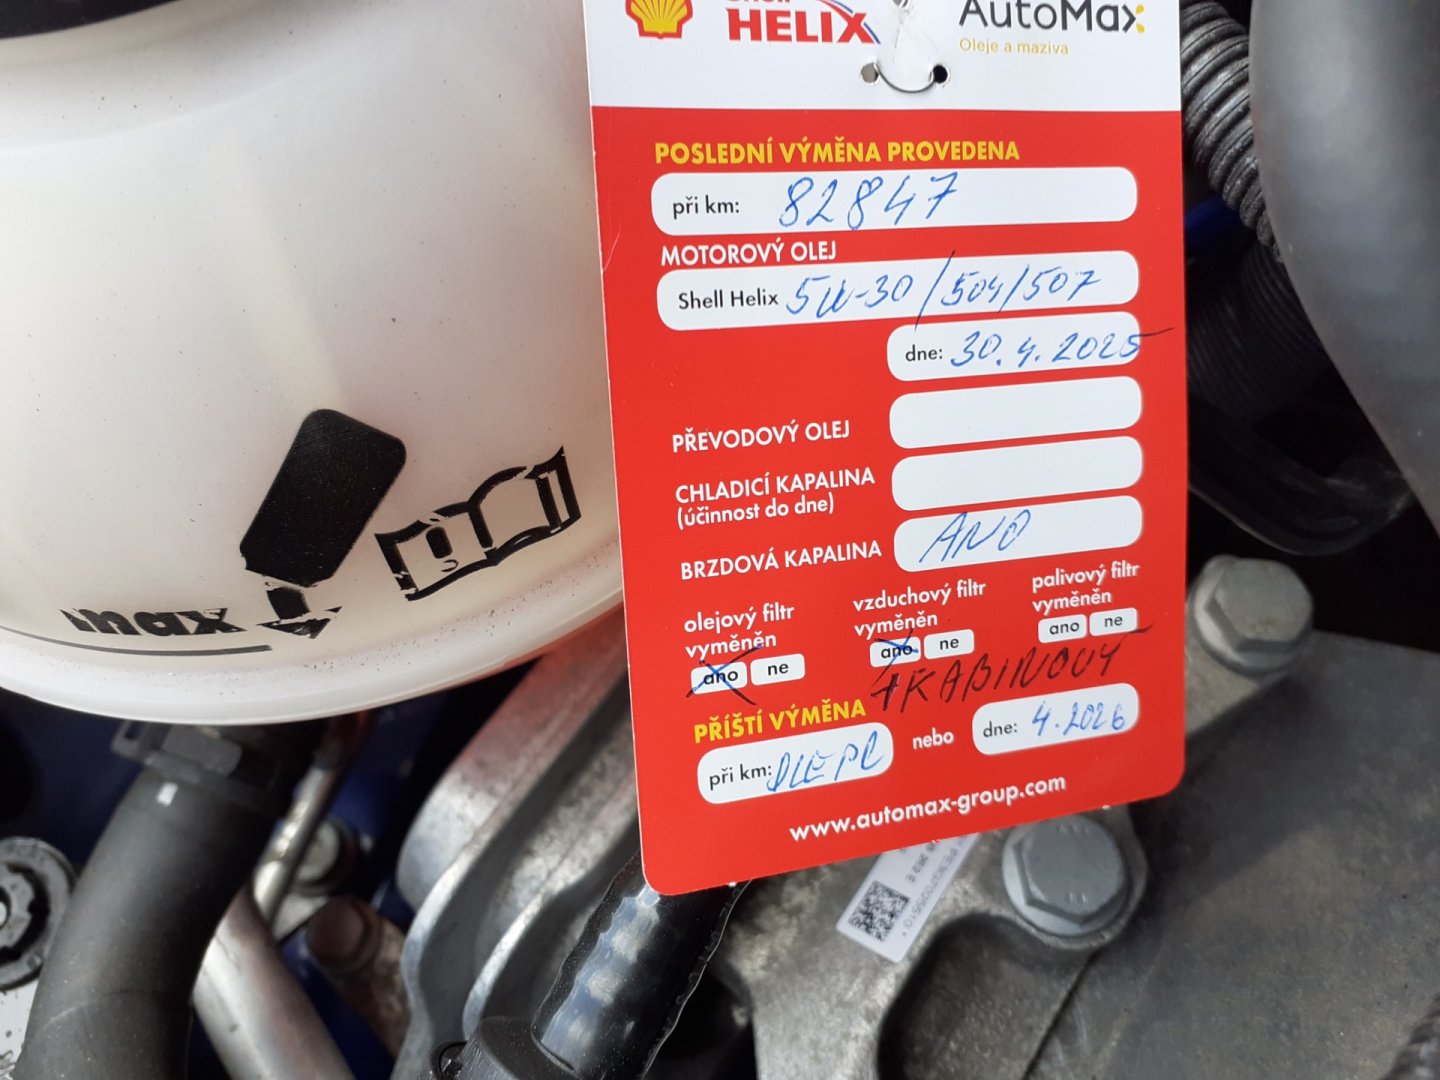 HELIX
AutoMax
Oleje a maziva
POSLEDNÍ VÝMĚNA PROVEDENA
při km: 82847
MOTOROVÝ OLEJ
Shell Helix 5W-30/504/507
dne: 30.4.2025
PŘEVODOVÝ OLEJ
CHLADICÍ KAPALINA
(účinnost do dne)
BRZDOVÁ KAPALINA ANO
olejový filtr
vyměněn
ano ne
vzduchový filtr
vyměněn
ano ne
palivový filtr
vyměněn
ano ne
+KABINOVÝ
PŘÍŠTÍ VÝMĚNA
při km: nebo dne: 4.2026
www.automax-group.com
max